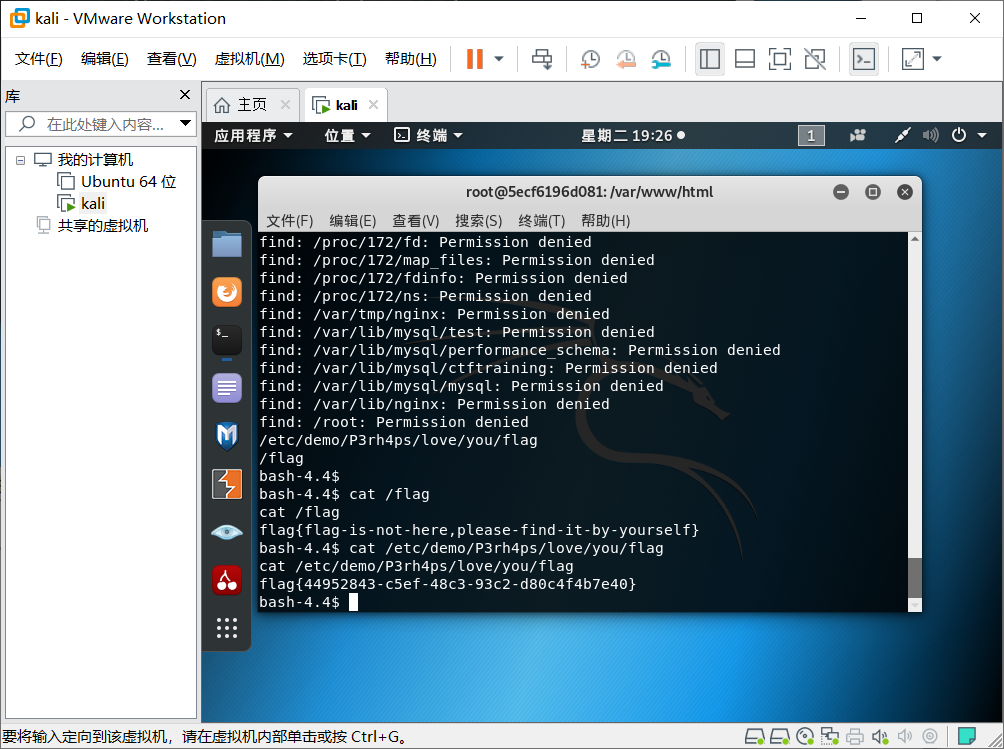 kali - VMware Workstation
文件(F) 编辑(E) 查看(V) 虚拟机(M) 选项卡(T) 帮助(H)
库
在此处键入内容...
我的计算机
Ubuntu 64 位
kali
共享的虚拟机
主页 kali
应用程序 位置 终端 星期二 19:26 1
root@5ecf6196d081: /var/www/html
文件(F) 编辑(E) 查看(V) 搜索(S) 终端(T) 帮助(H)
find: /proc/172/fd: Permission denied
find: /proc/172/map_files: Permission denied
find: /proc/172/fdinfo: Permission denied
find: /proc/172/ns: Permission denied
find: /var/tmp/nginx: Permission denied
find: /var/lib/mysql/test: Permission denied
find: /var/lib/mysql/performance_schema: Permission denied
find: /var/lib/mysql/ctftraining: Permission denied
find: /var/lib/mysql/mysql: Permission denied
find: /var/lib/nginx: Permission denied
find: /root: Permission denied
/etc/demo/P3rh4ps/love/you/flag
/flag
bash-4.4$
bash-4.4$ cat /flag
cat /flag
flag{flag-is-not-here,please-find-it-by-yourself}
bash-4.4$ cat /etc/demo/P3rh4ps/love/you/flag
cat /etc/demo/P3rh4ps/love/you/flag
flag{44952843-c5ef-48c3-93c2-d80c4f4b7e40}
bash-4.4$
要将输入定向到该虚拟机，请在虚拟机内部单击或按 Ctrl+G。